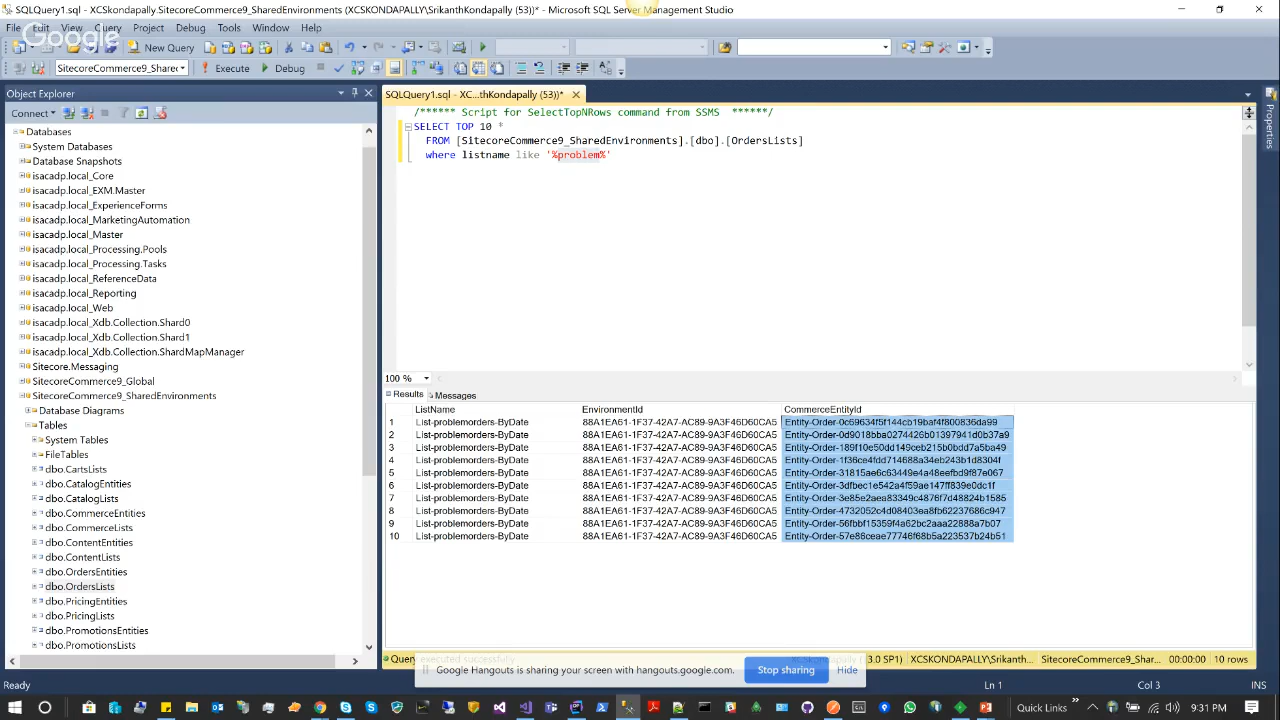 SQLQuery1.sql - XCSKONDAPALLY.SitecoreCommerce9_SharedEnvironments (XCSKONDAPALLY\SrikanthKondapally (53))* - Microsoft SQL Server Management Studio
File Edit View Query Project Debug Tools Window Help
Google
New Query
SitecoreCommerce9_Share
Execute
Debug
Object Explorer
Connect
Databases
System Databases
Database Snapshots
isacadp.local_Core
isacadp.local_EXM.Master
isacadp.local_ExperienceForms
isacadp.local_MarketingAutomation
isacadp.local_Master
isacadp.local_Processing.Pools
isacadp.local_Processing.Tasks
isacadp.local_ReferenceData
isacadp.local_Reporting
isacadp.local_Web
isacadp.local_Xdb.Collection.Shard0
isacadp.local_Xdb.Collection.Shard1
isacadp.local_Xdb.Collection.ShardMapManager
Sitecore.Messaging
SitecoreCommerce9_Global
SitecoreCommerce9_SharedEnvironments
Database Diagrams
Tables
System Tables
FileTables
dbo.CartsLists
dbo.CatalogEntities
dbo.CatalogLists
dbo.CommerceEntities
dbo.CommerceLists
dbo.ContentEntities
dbo.ContentLists
dbo.OrdersEntities
dbo.OrdersLists
dbo.PricingEntities
dbo.PricingLists
dbo.PromotionsEntities
dbo.PromotionsLists
SQLQuery1.sql - XC...thKondapally (53))*
/****** Script for SelectTopNRows command from SSMS ******/
SELECT TOP 10 *
FROM [SitecoreCommerce9_SharedEnvironments].[dbo].[OrdersLists]
where listname like '%problem%'
Properties
100 %
Results Messages
ListName EnvironmentId CommerceEntityId
1 List-problemorders-ByDate 88A1EA61-1F37-42A7-AC89-9A3F46D60CA5 Entity-Order-0c69634f5f144cb19baf4f800836da99
2 List-problemorders-ByDate 88A1EA61-1F37-42A7-AC89-9A3F46D60CA5 Entity-Order-0d9018bba0274426b01397941d0b37a9
3 List-problemorders-ByDate 88A1EA61-1F37-42A7-AC89-9A3F46D60CA5 Entity-Order-189f10e50dd149ceb215b0bdd7a5ba49
4 List-problemorders-ByDate 88A1EA61-1F37-42A7-AC89-9A3F46D60CA5 Entity-Order-1f36ce4fdd714688a34eb243b1d8304f
5 List-problemorders-ByDate 88A1EA61-1F37-42A7-AC89-9A3F46D60CA5 Entity-Order-31815ae6c63449e4a48eefbd9f87e067
6 List-problemorders-ByDate 88A1EA61-1F37-42A7-AC89-9A3F46D60CA5 Entity-Order-3dfbec1e542a4f59ae147ff839e0dc1f
7 List-problemorders-ByDate 88A1EA61-1F37-42A7-AC89-9A3F46D60CA5 Entity-Order-3e85e2aea83349c4876f7d48824b1585
8 List-problemorders-ByDate 88A1EA61-1F37-42A7-AC89-9A3F46D60CA5 Entity-Order-4732052c4d08403ea8fb62237686c947
9 List-problemorders-ByDate 88A1EA61-1F37-42A7-AC89-9A3F46D60CA5 Entity-Order-56fbbf15359f4a62bc2aaa22888a7b07
10 List-problemorders-ByDate 88A1EA61-1F37-42A7-AC89-9A3F46D60CA5 Entity-Order-57e86ceae77746f68b5a223537b24b51
Query executed successfully
(13.0 SP1) XCSKONDAPALLY\Srikanth... SitecoreCommerce9_Shar... 00:00:00 10 rows
Google Hangouts is sharing your screen with hangouts.google.com. Stop sharing Hide
Ready Ln 1 Col 3 INS
Quick Links 9:31 PM